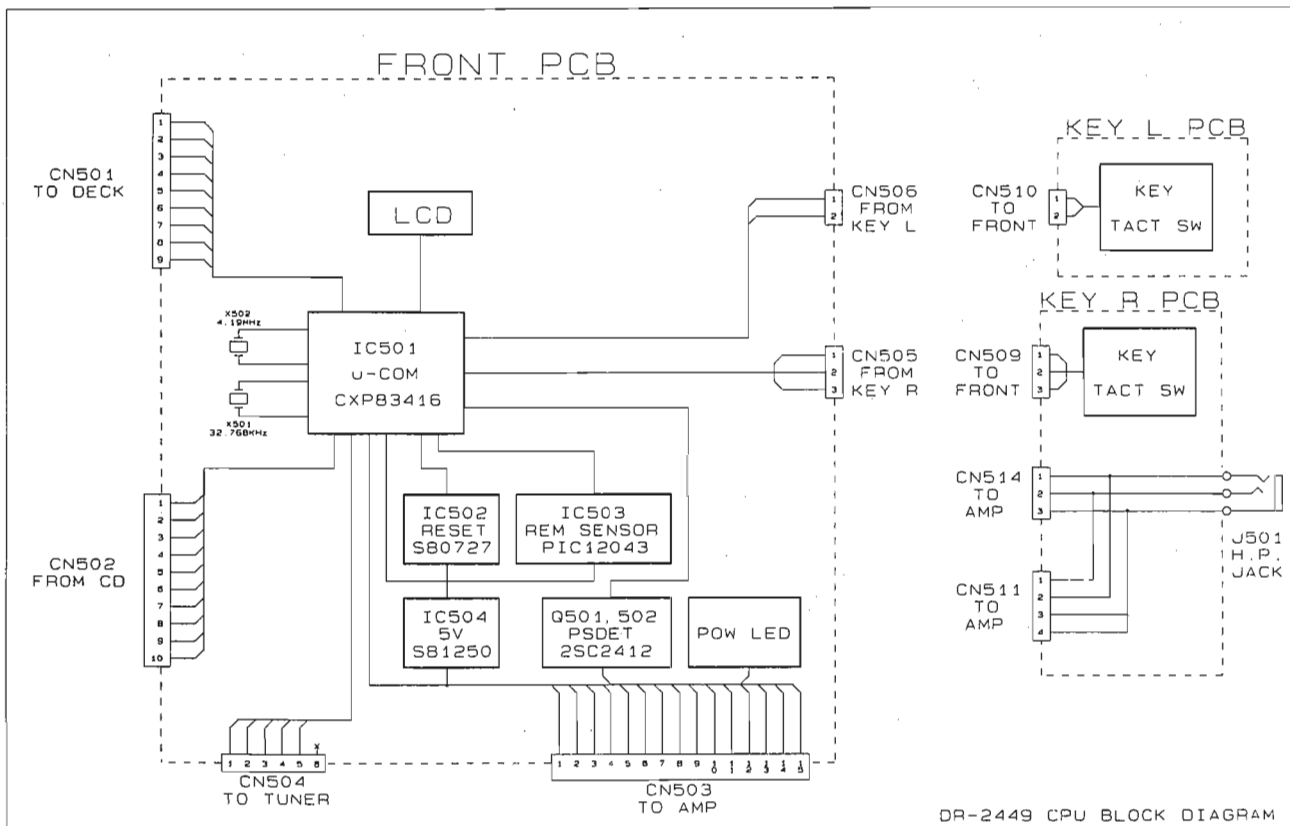 FRONT PCB
1
2
3
4
5
6
7
8
9
CN501
TO DECK
LCD
X502
4.19MHz
X501
32.768KHz
IC501
u-COM
CXP83416
1
2
CN506
FROM
KEY L
1
2
3
CN505
FROM
KEY R
1
2
3
4
5
6
7
8
9
10
CN502
FROM CD
IC502
RESET
S80727
IC503
REM SENSOR
PIC12043
IC504
5V
S81250
Q501, 502
PSDET
2SC2412
POW LED
x
1 2 3 4 5 6
CN504
TO TUNER
1 2 3 4 5 6 7 8 9 10 11 12 13 14 15
CN503
TO AMP
KEY L PCB
CN510
TO
FRONT
1
2
KEY
TACT SW
KEY R PCB
CN509
TO
FRONT
1
2
3
KEY
TACT SW
CN514
TO
AMP
1
2
3
J501
H.P.
JACK
CN511
TO
AMP
1
2
3
4
DR-2449 CPU BLOCK DIAGRAM